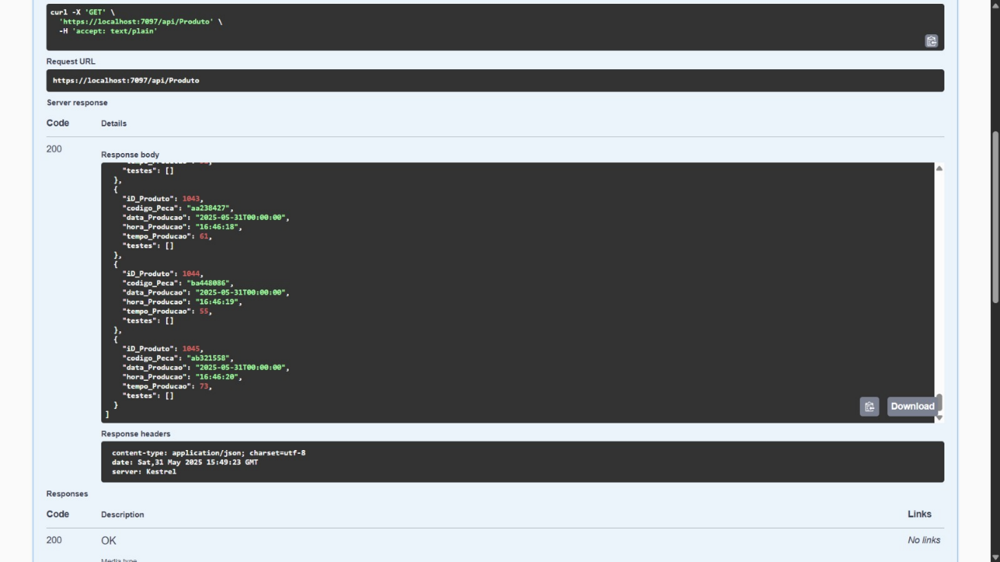 curl -X 'GET' \
  'https://localhost:7097/api/Produto' \
  -H 'accept: text/plain'
Request URL
https://localhost:7097/api/Produto
Server response
Code Details
200
Response body
    "testes": []
  },
  {
    "iD_Produto": 1043,
    "codigo_Peca": "aa238427",
    "data_Producao": "2025-05-31T00:00:00",
    "hora_Producao": "16:46:18",
    "tempo_Producao": 61,
    "testes": []
  },
  {
    "iD_Produto": 1044,
    "codigo_Peca": "ba448086",
    "data_Producao": "2025-05-31T00:00:00",
    "hora_Producao": "16:46:19",
    "tempo_Producao": 55,
    "testes": []
  },
  {
    "iD_Produto": 1045,
    "codigo_Peca": "ab321558",
    "data_Producao": "2025-05-31T00:00:00",
    "hora_Producao": "16:46:20",
    "tempo_Producao": 73,
    "testes": []
  }
]
Download
Response headers
content-type: application/json; charset=utf-8
date: Sat,31 May 2025 15:49:23 GMT
server: Kestrel
Responses
Code Description Links
200 OK No links
Media type